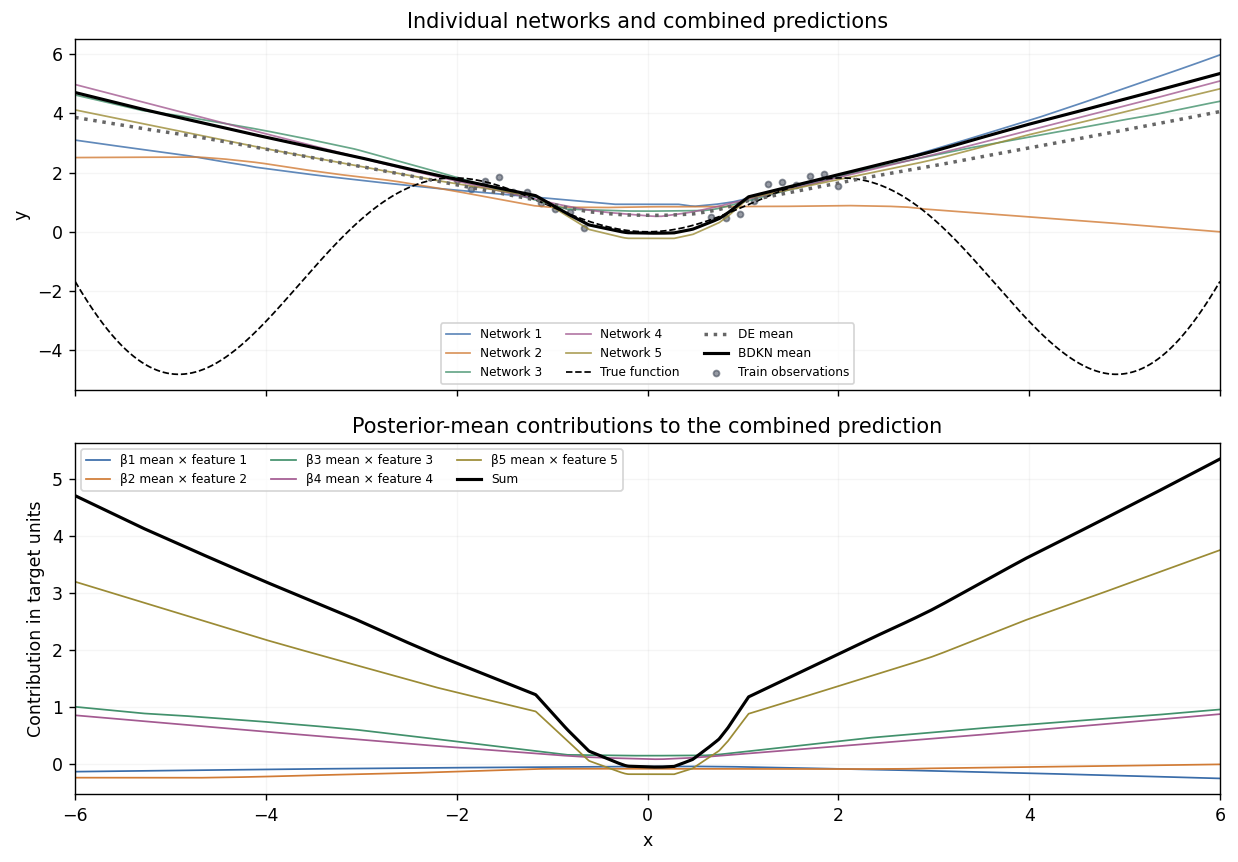 Individual networks and combined predictions
6
4
2
0
−2
−4
y
Network 1
Network 2
Network 3
Network 4
Network 5
True function
DE mean
BDKN mean
Train observations
Posterior-mean contributions to the combined prediction
β1 mean × feature 1
β2 mean × feature 2
β3 mean × feature 3
β4 mean × feature 4
β5 mean × feature 5
Sum
5
4
3
2
1
0
Contribution in target units
−6 −4 −2 0 2 4 6
x